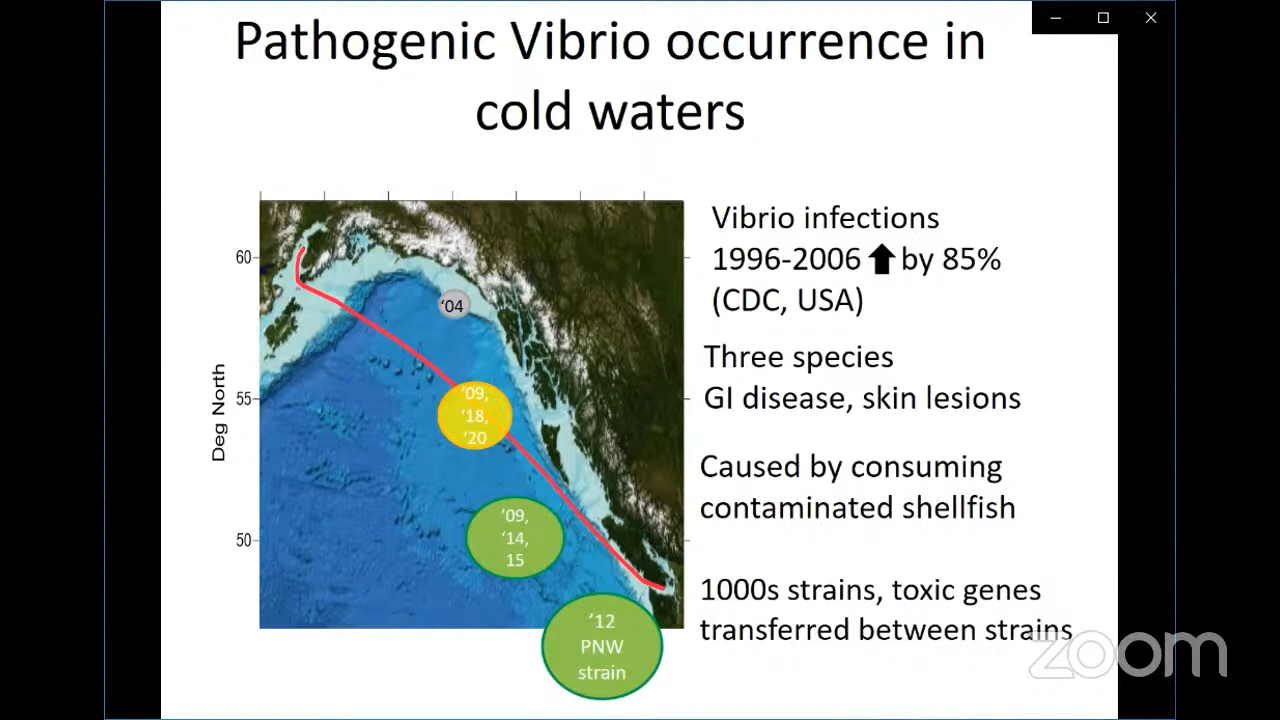 Pathogenic Vibrio occurrence in
cold waters
Vibrio infections
1996-2006 by 85%
(CDC, USA)
Three species
GI disease, skin lesions
Caused by consuming
contaminated shellfish
1000s strains, toxic genes
transferred between strains
Deg North
60
55
50
‘04
‘09,
‘18,
‘20
’09,
‘14,
15
’12
PNW
strain
zoom